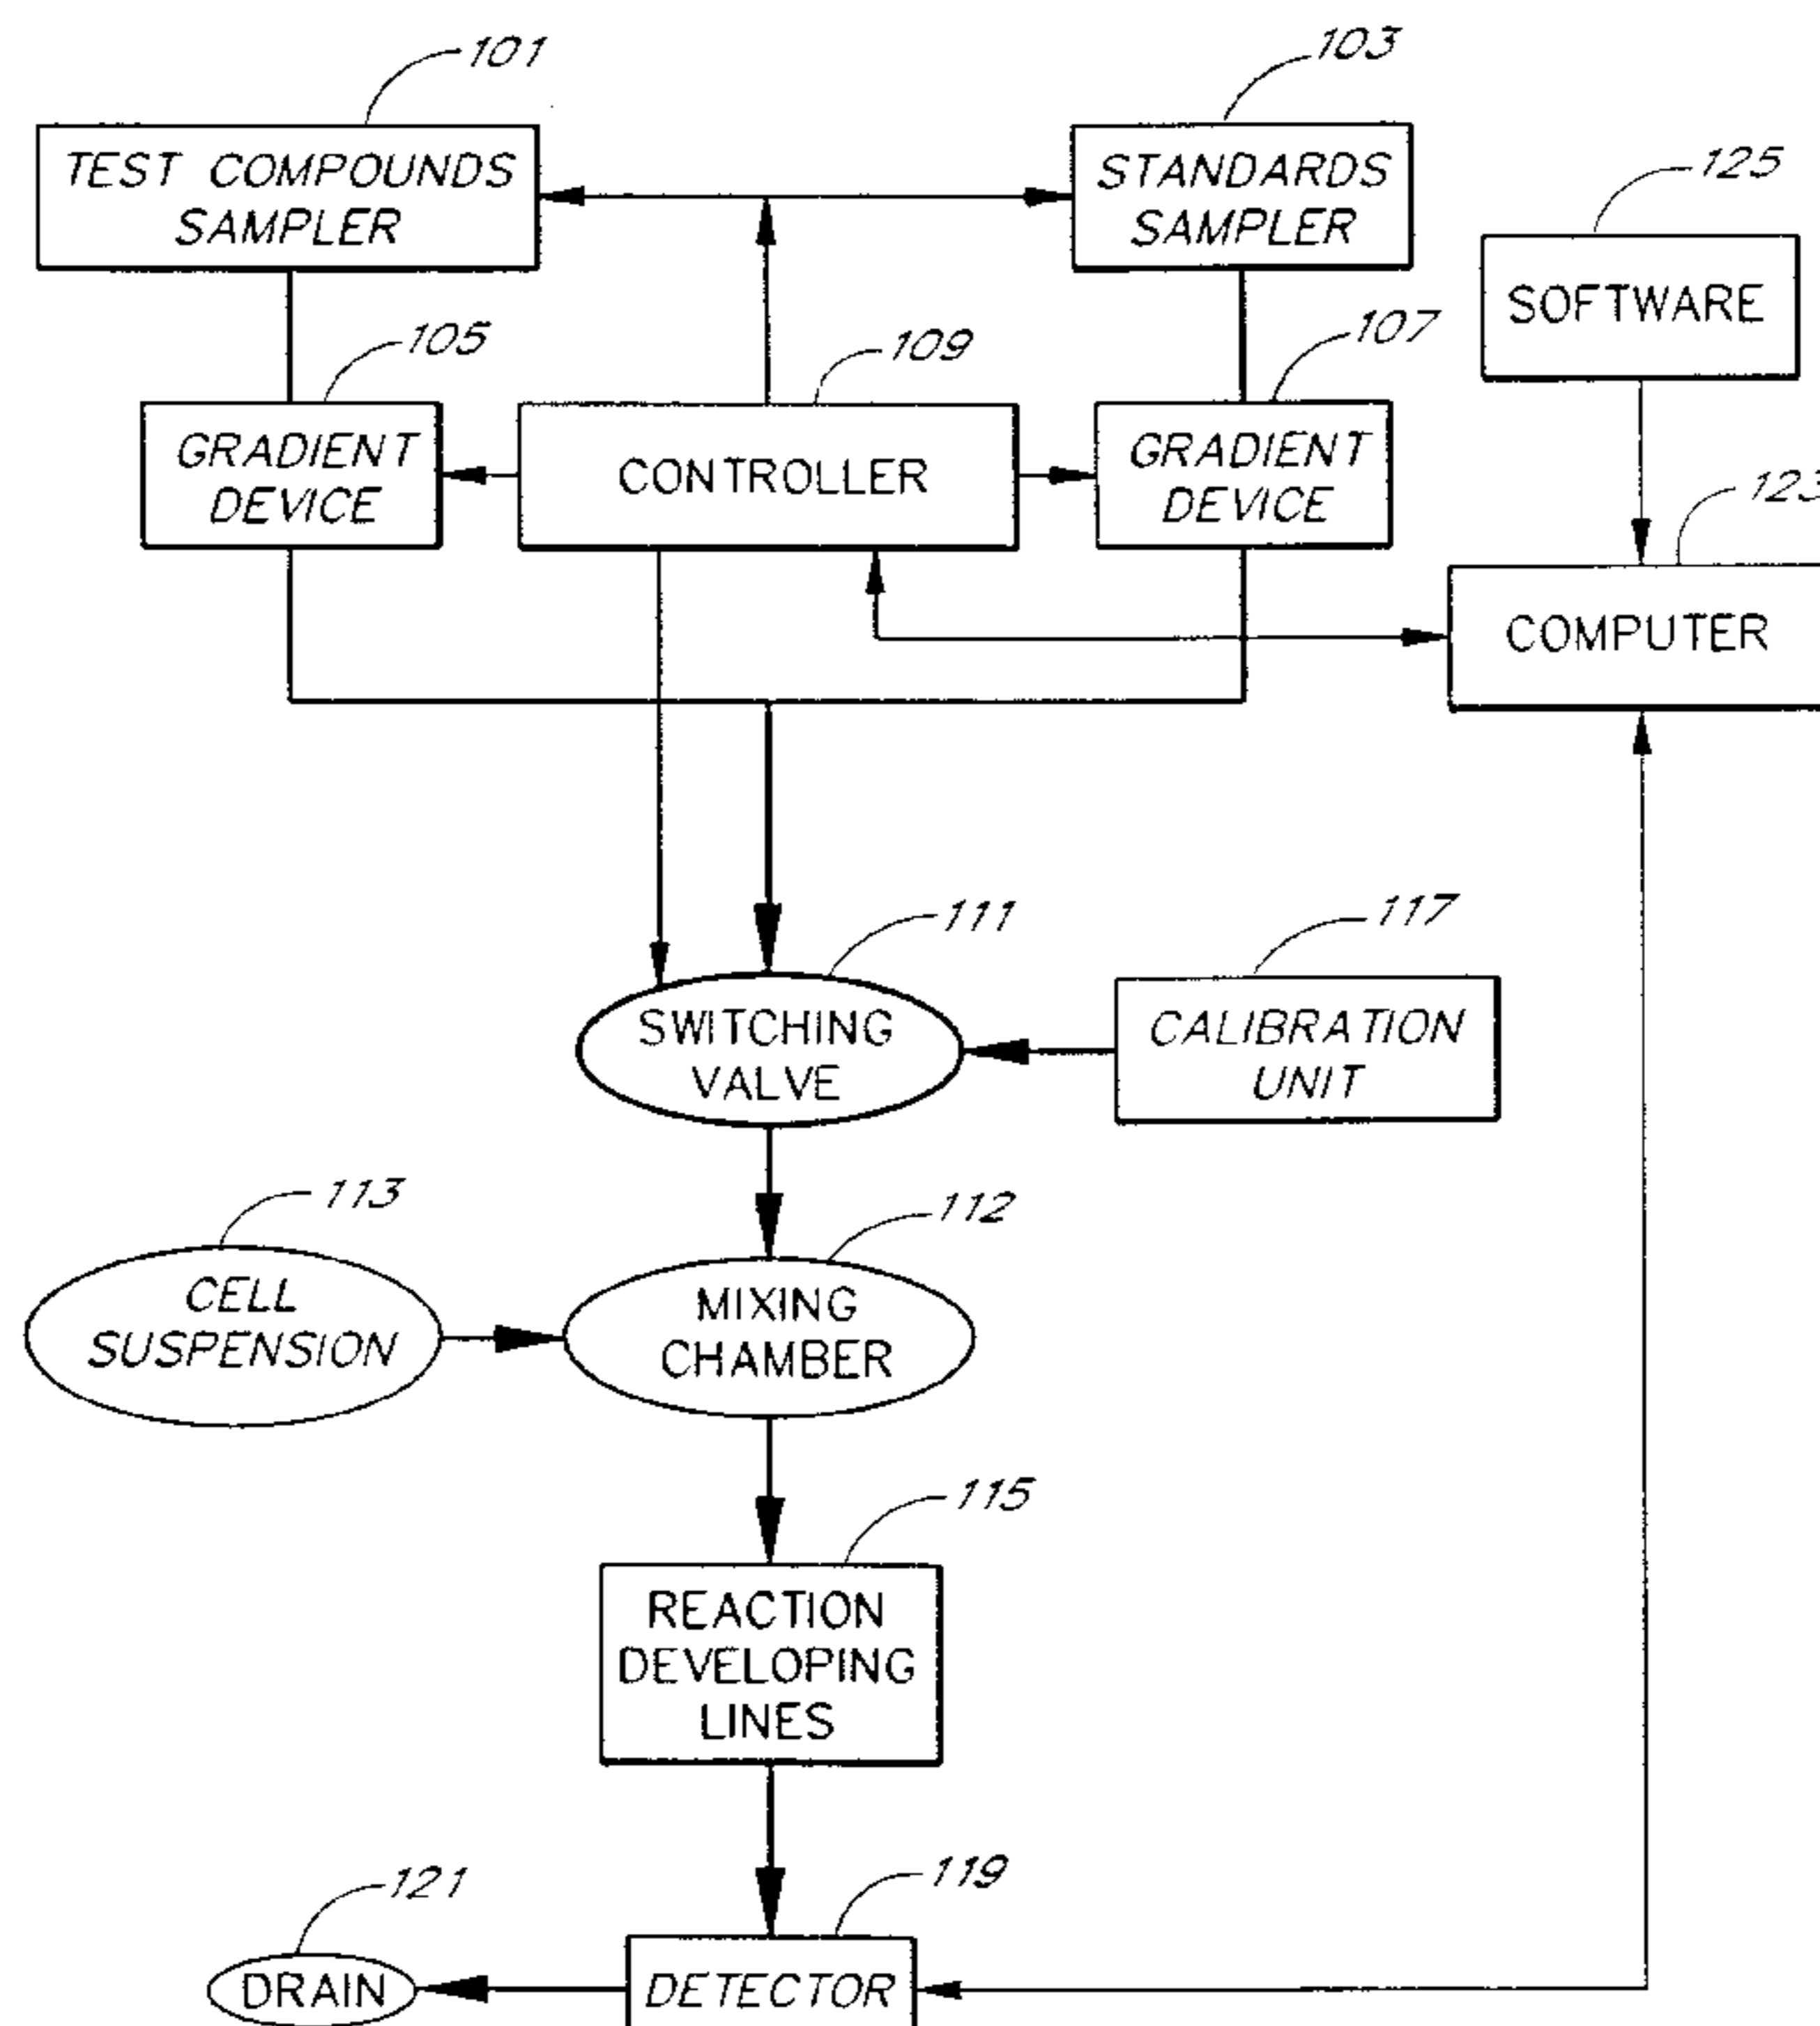 101
103
TEST COMPOUNDS
SAMPLER
STANDARDS
SAMPLER
125
SOFTWARE
105
109
107
GRADIENT
DEVICE
CONTROLLER
GRADIENT
DEVICE
123
COMPUTER
111
117
SWITCHING
VALVE
CALIBRATION
UNIT
113
112
CELL
SUSPENSION
MIXING
CHAMBER
115
REACTION
DEVELOPING
LINES
121
119
DRAIN
DETECTOR